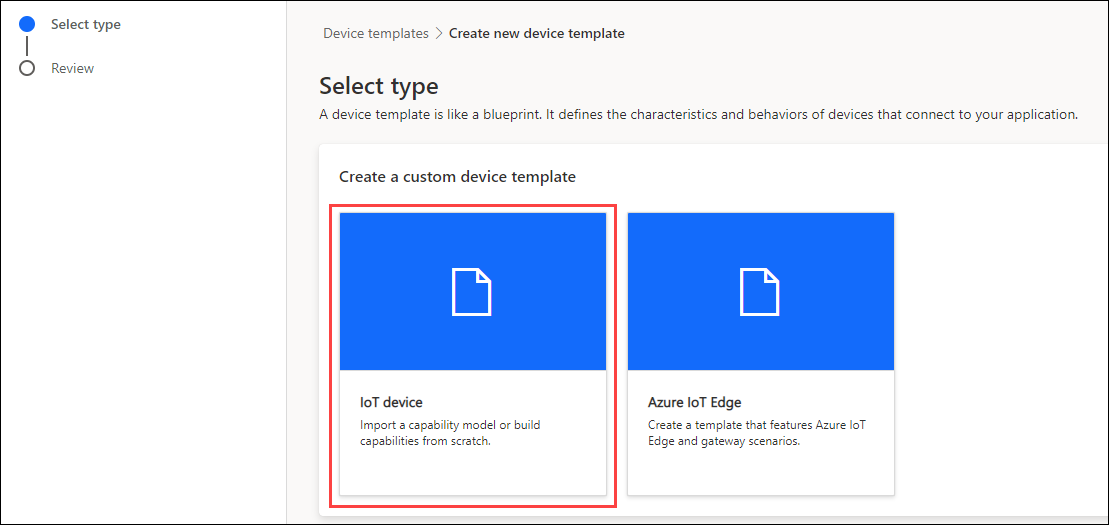 Select type
Review
Device templates > Create new device template
Select type
A device template is like a blueprint. It defines the characteristics and behaviors of devices that connect to your application.
Create a custom device template
IoT device
Import a capability model or build
capabilities from scratch.
Azure IoT Edge
Create a template that features Azure IoT
Edge and gateway scenarios.